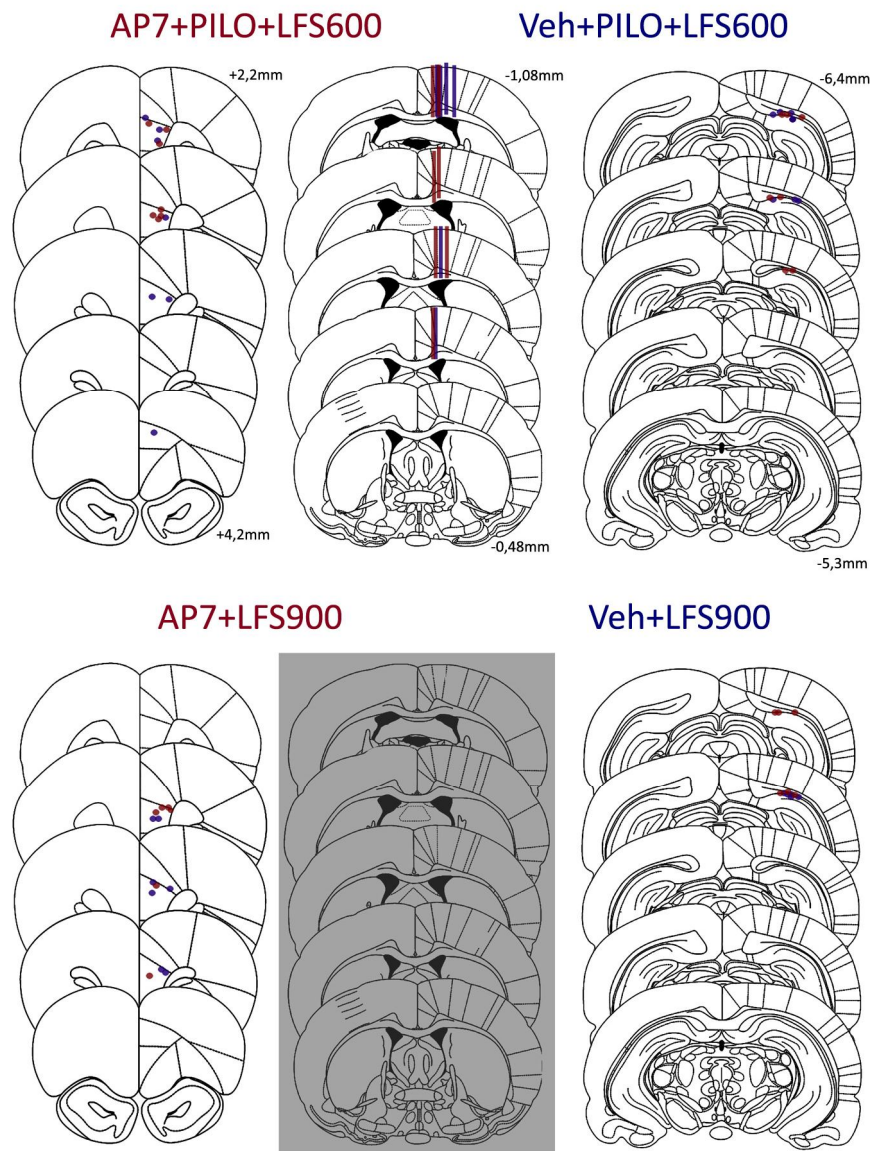 AP7+PILO+LFS600 Veh+PILO+LFS600
+2,2mm -1,08mm -6,4mm
+4,2mm -0,48mm -5,3mm
AP7+LFS900 Veh+LFS900